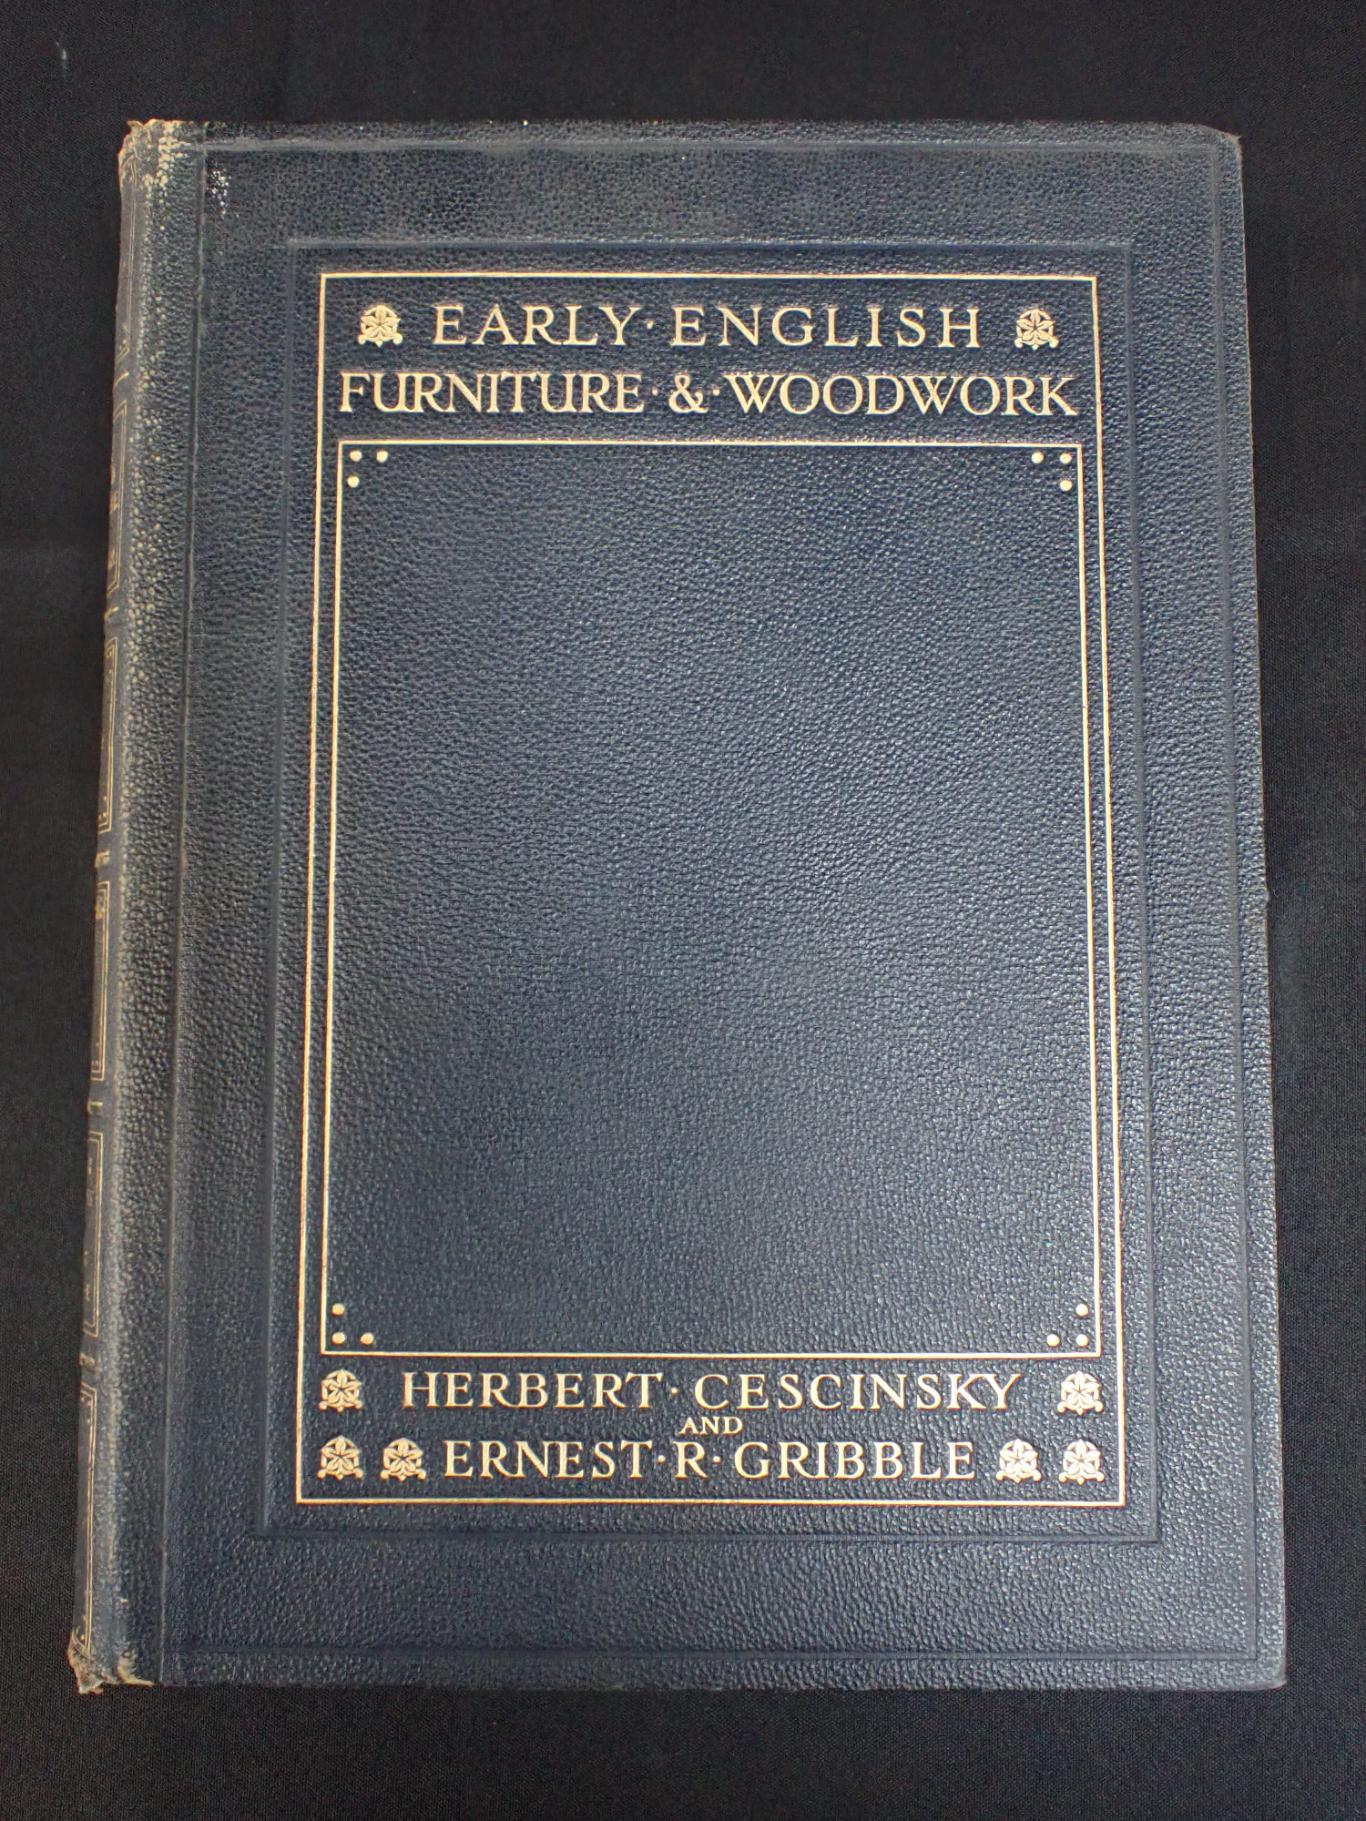 EARLY·ENGLISH
FURNITURE·&·WOODWORK
HERBERT·CESCINSKY
AND
ERNEST·R·GRIBBLE